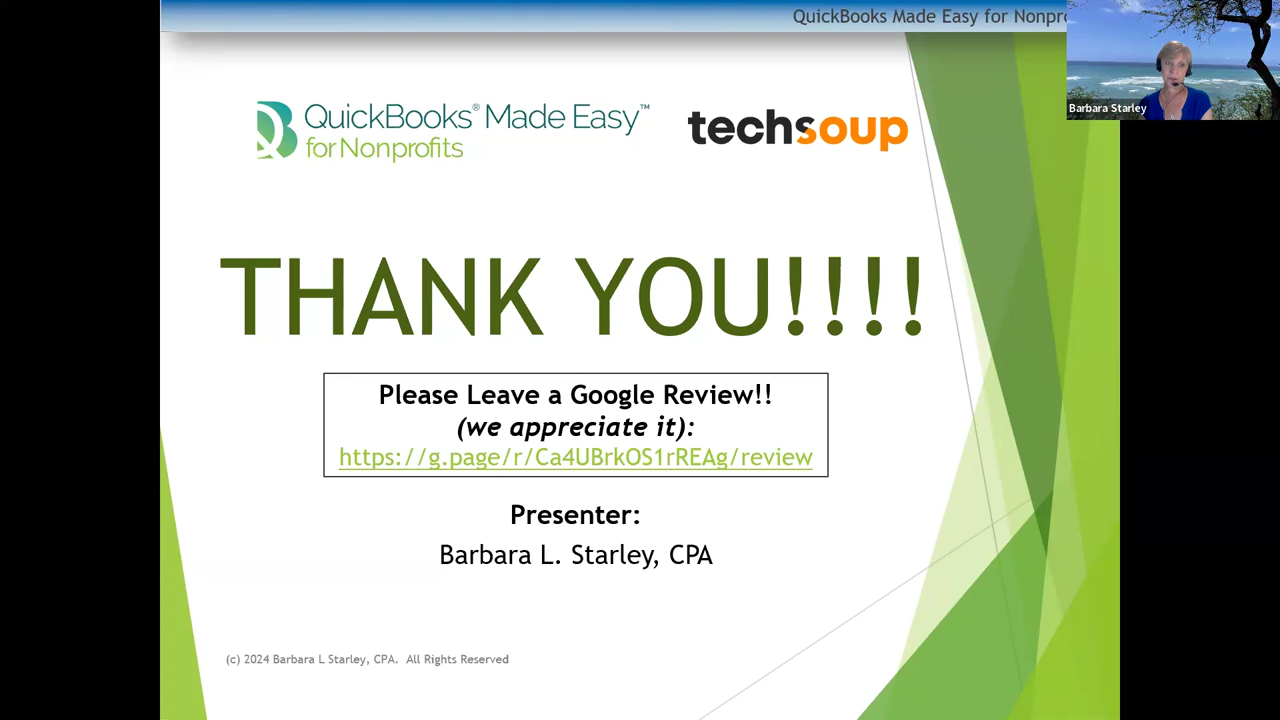 QuickBooks Made Easy for Nonpr
Barbara Starley
QuickBooks® Made Easy™
for Nonprofits
techsoup
THANK YOU!!!!
Please Leave a Google Review!!
(we appreciate it):
https://g.page/r/Ca4UBrkOS1rREAg/review
Presenter:
Barbara L. Starley, CPA
(c) 2024 Barbara L Starley, CPA. All Rights Reserved